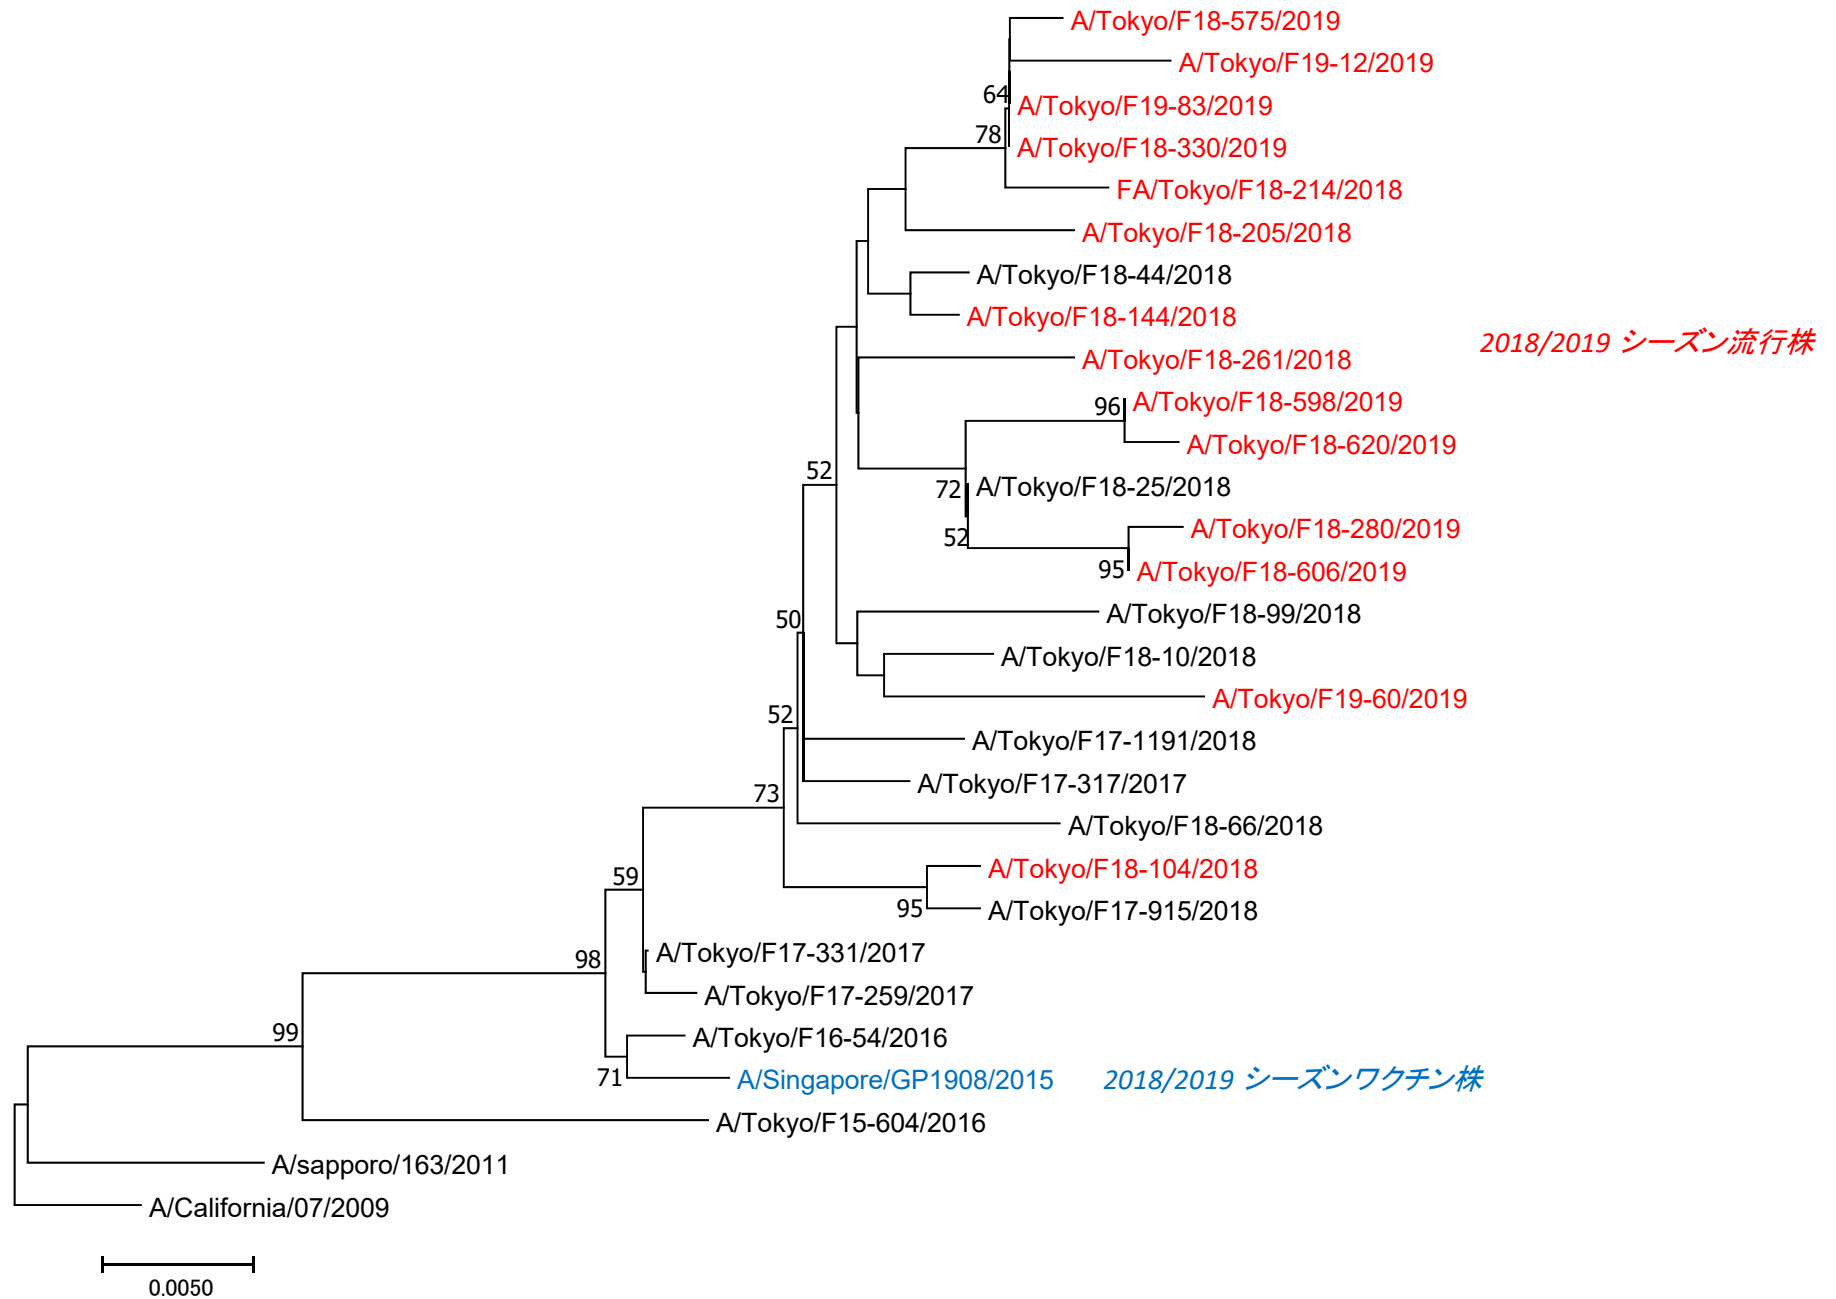 A/Tokyo/F18-575/2019
A/Tokyo/F19-12/2019
64
A/Tokyo/F19-83/2019
78
A/Tokyo/F18-330/2019
FA/Tokyo/F18-214/2018
A/Tokyo/F18-205/2018
A/Tokyo/F18-44/2018
A/Tokyo/F18-144/2018
2018/2019 シーズン流行株
A/Tokyo/F18-261/2018
96
A/Tokyo/F18-598/2019
A/Tokyo/F18-620/2019
52
72
A/Tokyo/F18-25/2018
A/Tokyo/F18-280/2019
52
95
A/Tokyo/F18-606/2019
A/Tokyo/F18-99/2018
50
A/Tokyo/F18-10/2018
A/Tokyo/F19-60/2019
52
A/Tokyo/F17-1191/2018
A/Tokyo/F17-317/2017
73
A/Tokyo/F18-66/2018
A/Tokyo/F18-104/2018
59
95
A/Tokyo/F17-915/2018
A/Tokyo/F17-331/2017
98
A/Tokyo/F17-259/2017
99
A/Tokyo/F16-54/2016
71
A/Singapore/GP1908/2015 2018/2019 シーズンワクチン株
A/Tokyo/F15-604/2016
A/sapporo/163/2011
A/California/07/2009
0.0050